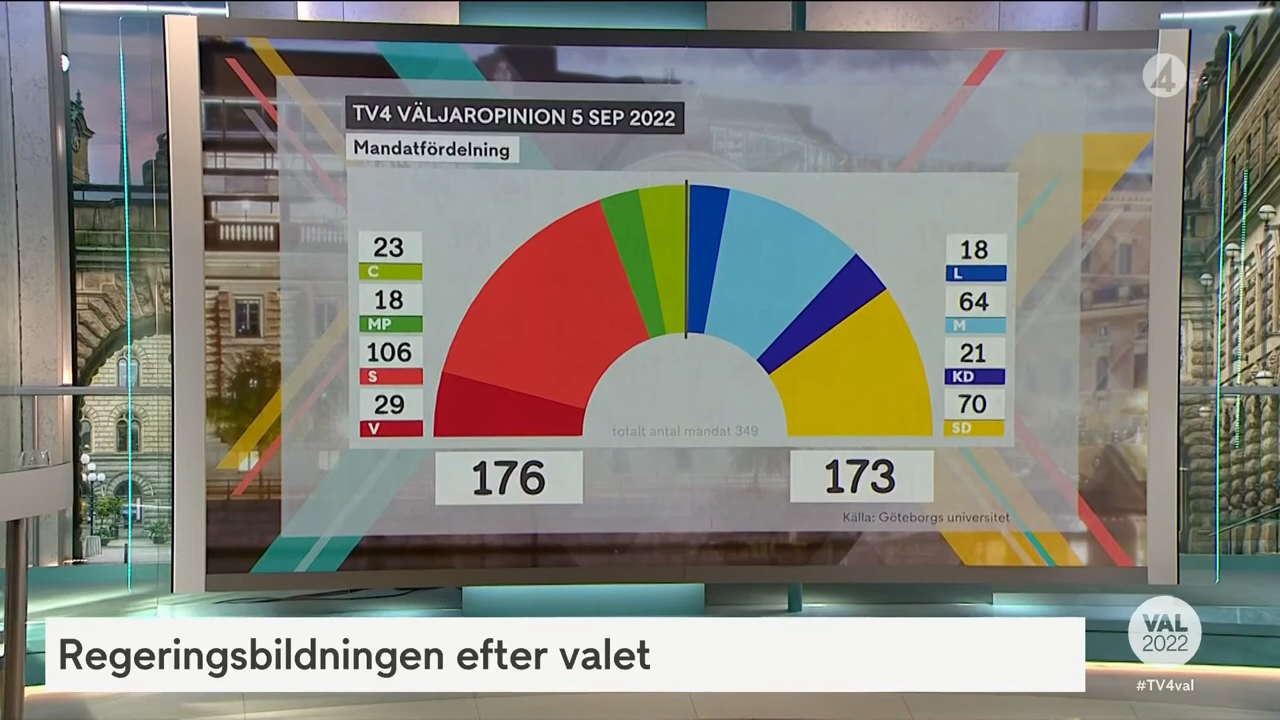 4
TV4 VÄLJAROPINION 5 SEP 2022
Mandatfördelning
23
C
18
MP
106
S
29
V
18
L
64
M
21
KD
70
SD
totalt antal mandat 349
176
173
Källa: Göteborgs universitet
Regeringsbildningen efter valet
VAL
2022
#TV4val